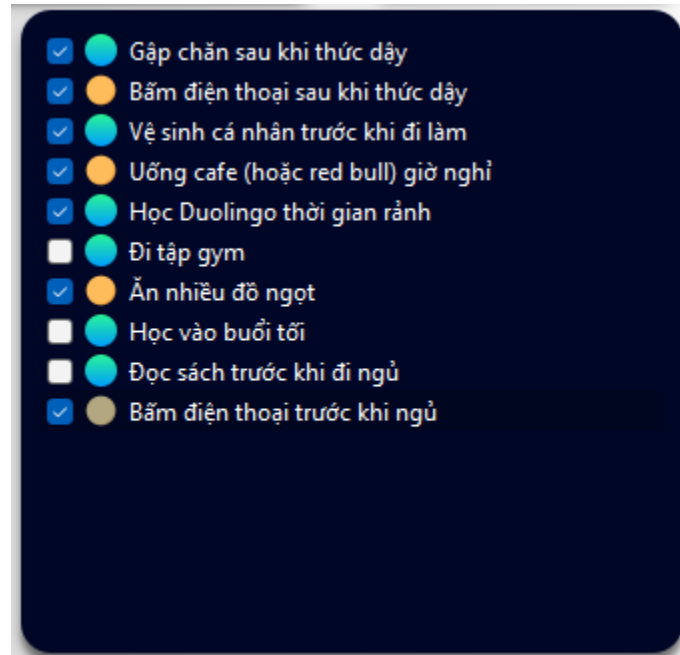 Gập chăn sau khi thức dậy
Bấm điện thoại sau khi thức dậy
Vệ sinh cá nhân trước khi đi làm
Uống cafe (hoặc red bull) giờ nghỉ
Học Duolingo thời gian rảnh
Đi tập gym
Ăn nhiều đồ ngọt
Học vào buổi tối
Đọc sách trước khi đi ngủ
Bấm điện thoại trước khi ngủ